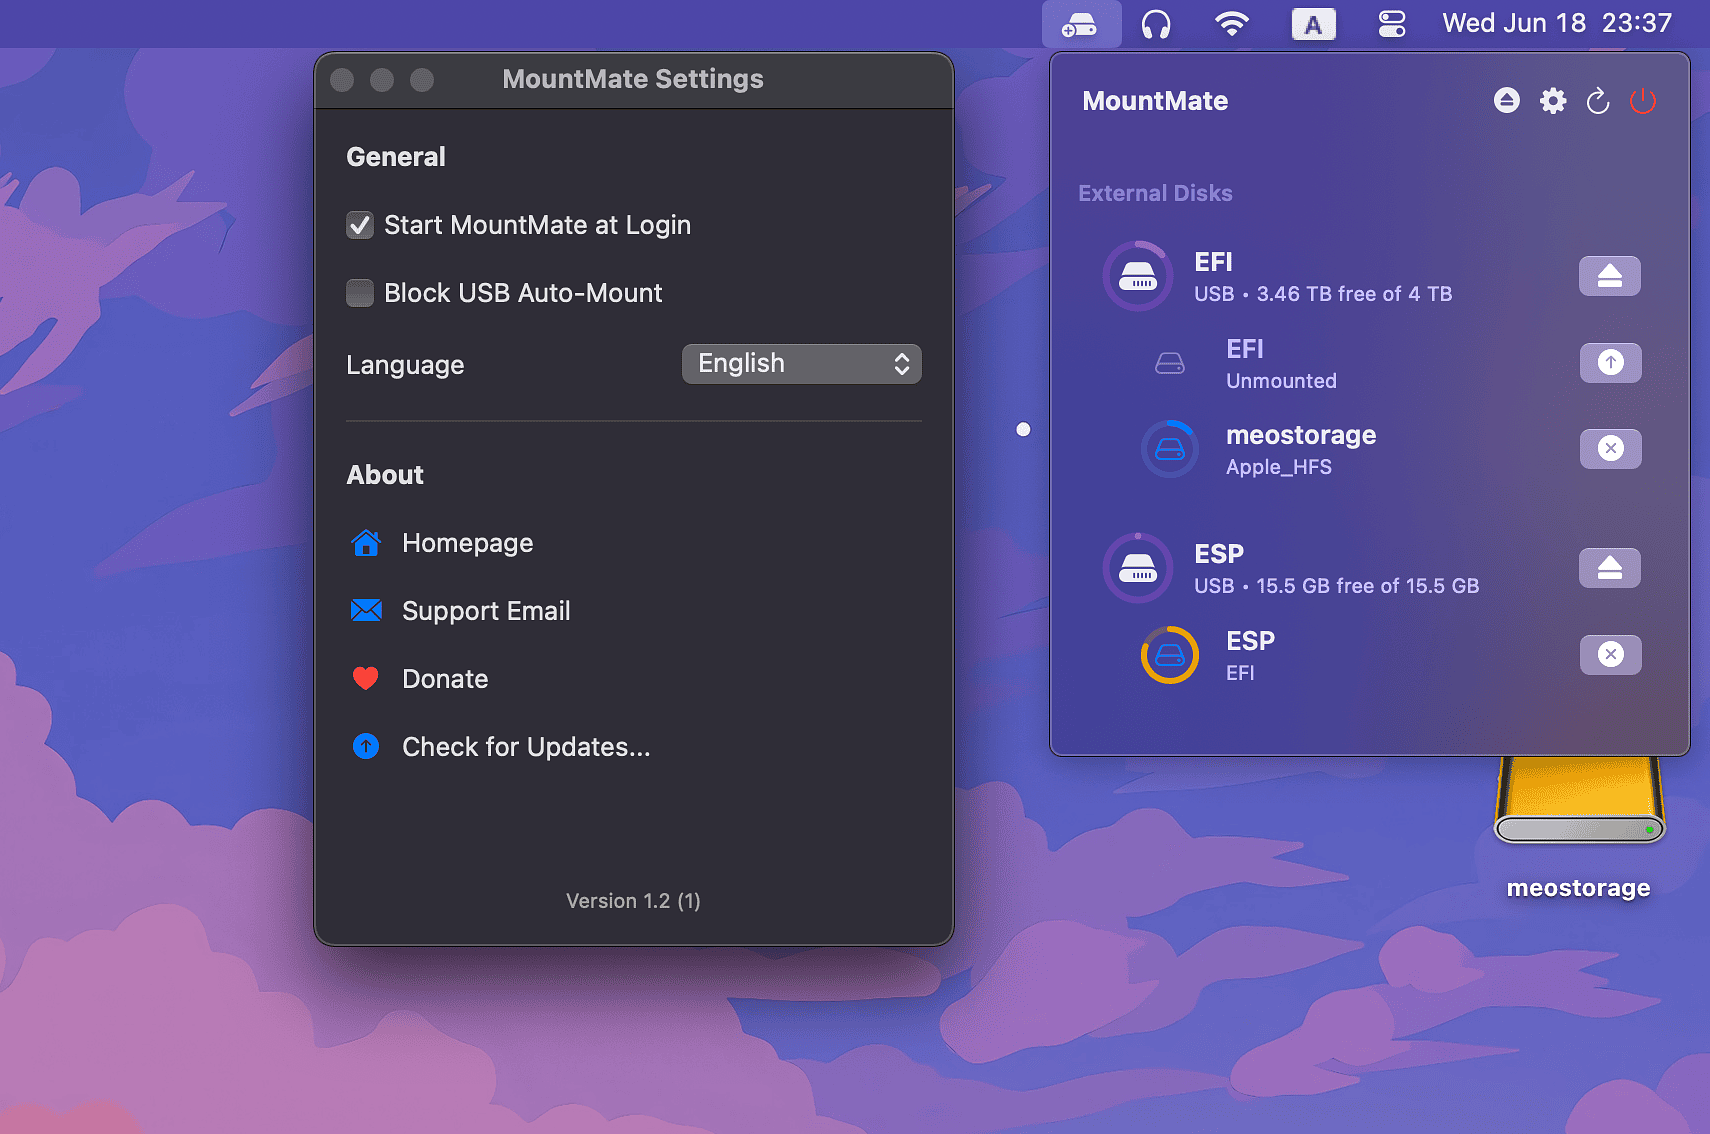 A
Wed Jun 18 23:37
MountMate Settings
General
Start MountMate at Login
Block USB Auto-Mount
Language
English
About
Homepage
Support Email
Donate
Check for Updates...
Version 1.2 (1)
MountMate
External Disks
EFI
USB • 3.46 TB free of 4 TB
EFI
Unmounted
meostorage
Apple_HFS
ESP
USB • 15.5 GB free of 15.5 GB
ESP
EFI
meostorage